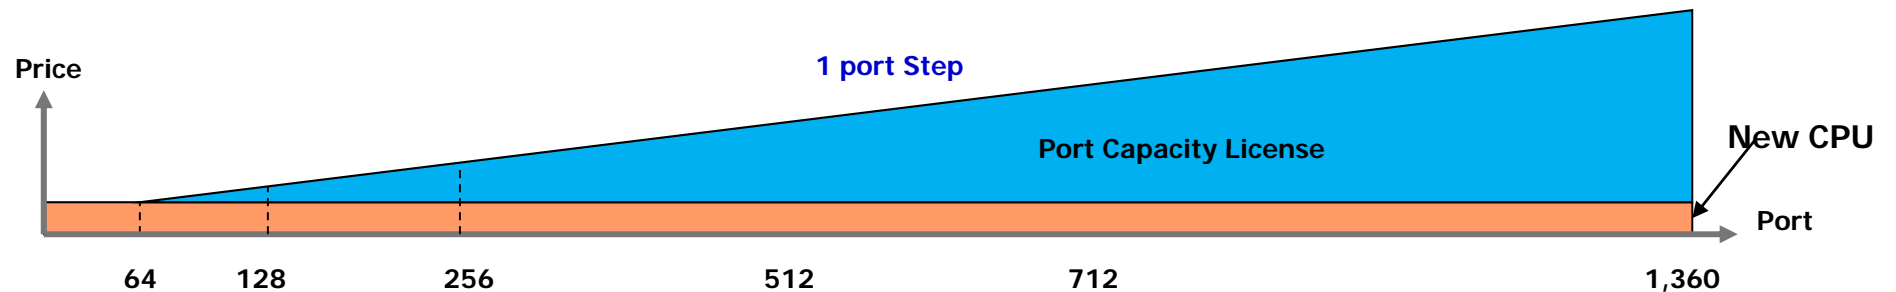 1 port Step
Price
New CPU
Port Capacity License
Port
64 128 256 512 712 1,360